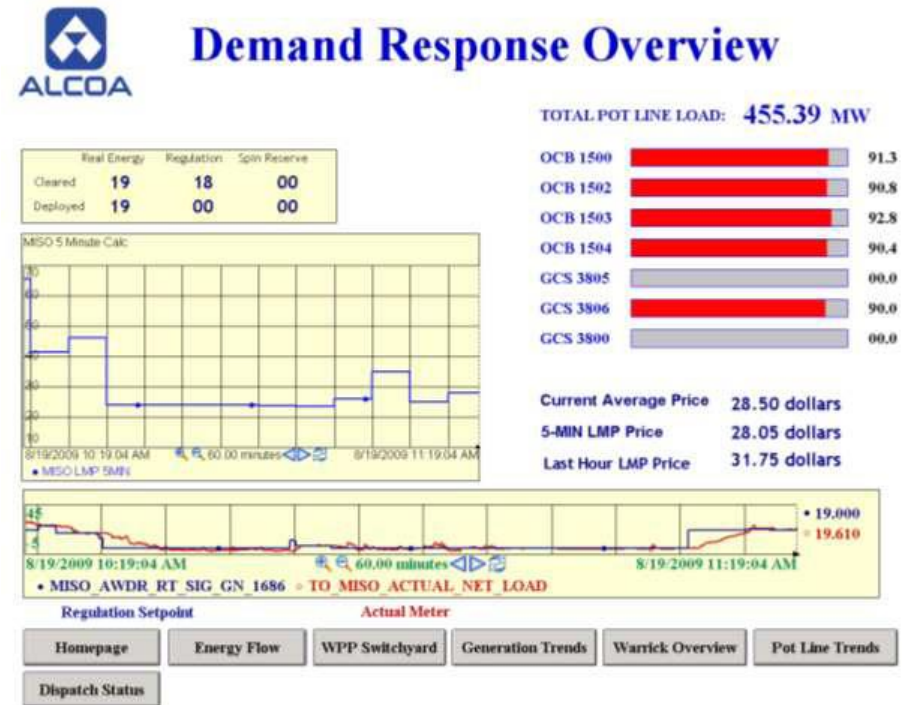 ALCOA
Demand Response Overview
TOTAL POT LINE LOAD: 455.39 MW
Real Energy Regulation Spin Reserve
Cleared 19 18 00
Deployed 19 00 00
OCB 1500 91.3
OCB 1502 90.8
OCB 1503 92.8
OCB 1504 90.4
GCS 3805 00.0
GCS 3806 90.0
GCS 3800 00.0
MISO 5 Minute Calc
70
60
50
40
30
20
10
8/19/2009 10:19:04 AM 60.00 minutes 8/19/2009 11:19:04 AM
MISO LMP 5MIN
Current Average Price 28.50 dollars
5-MIN LMP Price 28.05 dollars
Last Hour LMP Price 31.75 dollars
45
-5
19.000
19.610
8/19/2009 10:19:04 AM 60.00 minutes 8/19/2009 11:19:04 AM
MISO_AWDR_RT_SIG_GN_1686 TO_MISO_ACTUAL_NET_LOAD
Regulation Setpoint Actual Meter
Homepage Energy Flow WPP Switchyard Generation Trends Warrick Overview Pot Line Trends
Dispatch Status